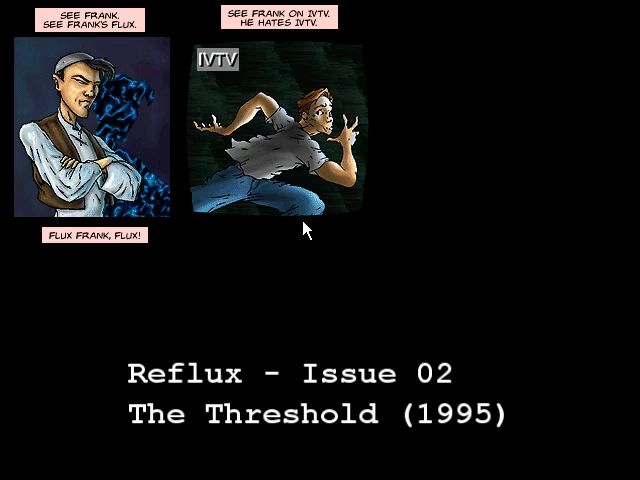 SEE FRANK.
SEE FRANK'S FLUX.
SEE FRANK ON IVTV.
HE HATES IVTV.
IVTV
FLUX FRANK, FLUX!
Reflux - Issue 02
The Threshold (1995)